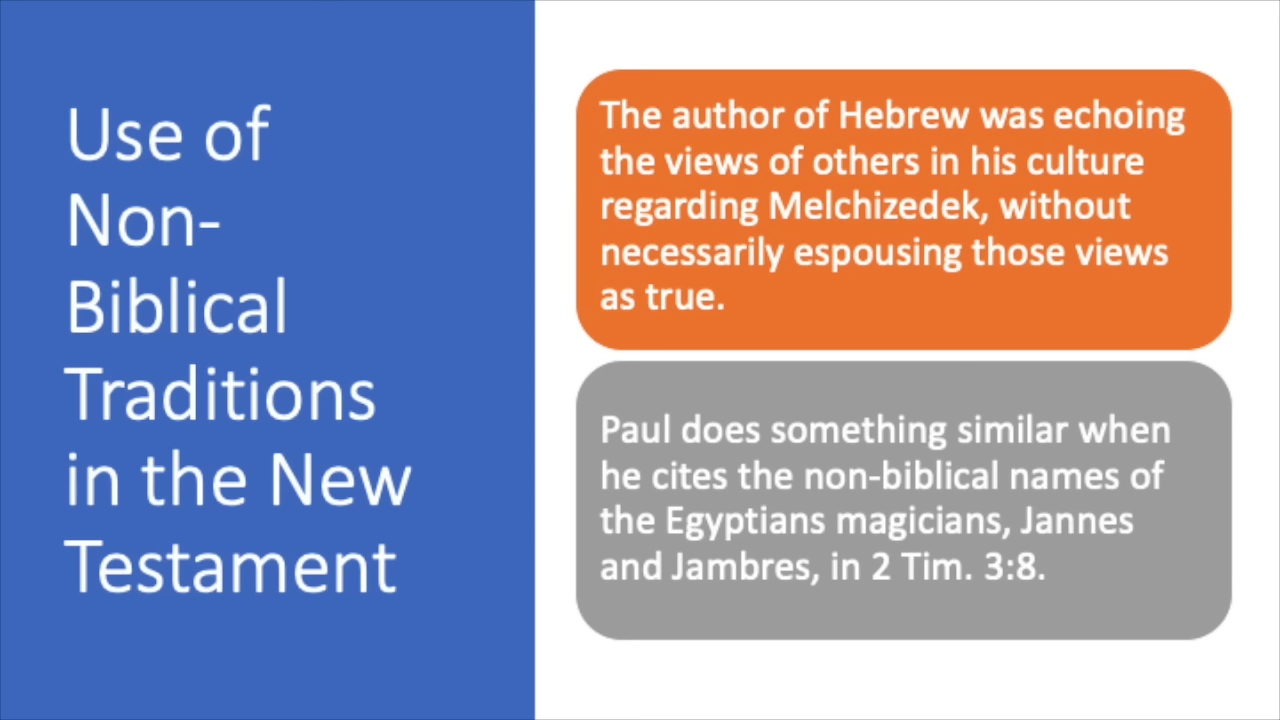 Use of
Non-
Biblical
Traditions
in the New
Testament
The author of Hebrew was echoing
the views of others in his culture
regarding Melchizedek, without
necessarily espousing those views
as true.
Paul does something similar when
he cites the non-biblical names of
the Egyptians magicians, Jannes
and Jambres, in 2 Tim. 3:8.